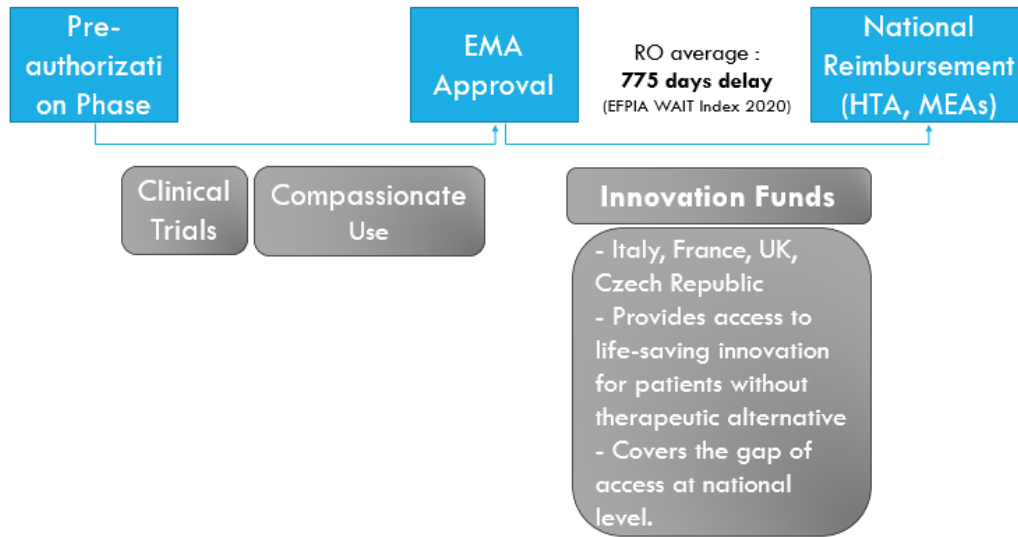 Pre-
authorizati
on Phase
EMA
Approval
RO average :
775 days delay
(EFPIA WAIT Index 2020)
National
Reimbursement
(HTA, MEAs)
Clinical
Trials
Compassionate
Use
Innovation Funds
- Italy, France, UK,
Czech Republic
- Provides access to
life-saving innovation
for patients without
therapeutic alternative
- Covers the gap of
access at national
level.